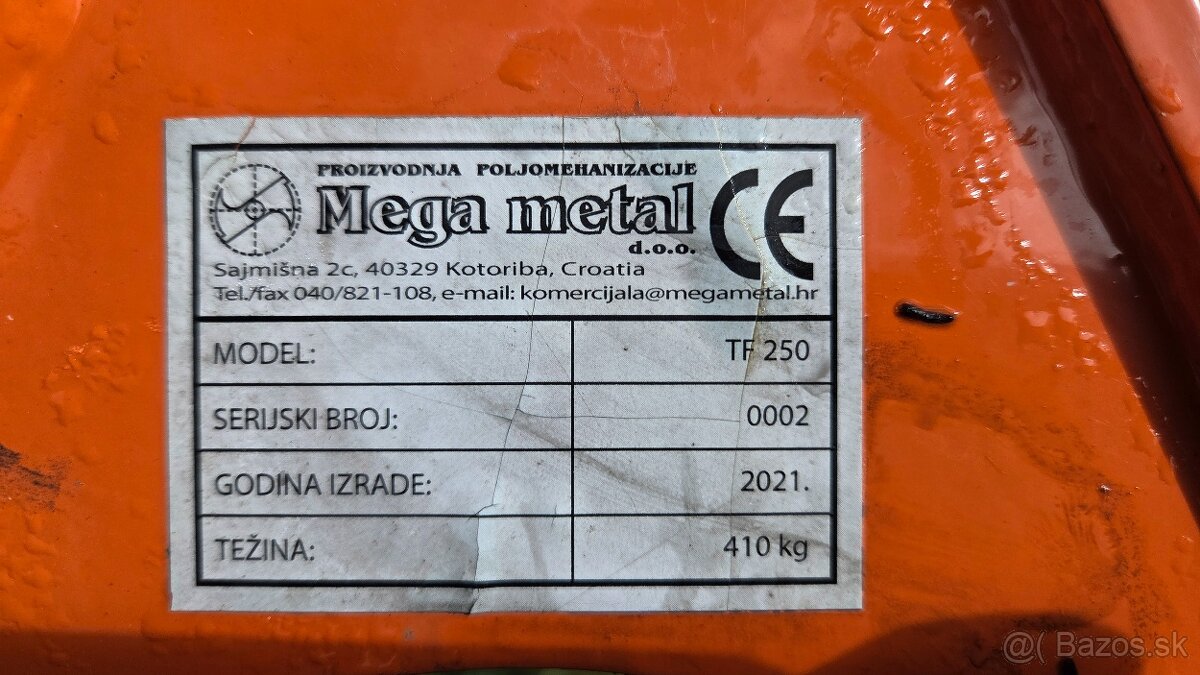 PROIZVODNJA POLJOMEHANIZACIJE
Mega metal
d.o.o.
CE
Sajmišna 2c, 40329 Kotoriba, Croatia
Tel./fax 040/821-108, e-mail: komercijala@megametal.hr
MODEL: TF 250
SERIJSKI BROJ: 0002
GODINA IZRADE: 2021.
TEŽINA: 410 kg
@( Bazos.sk